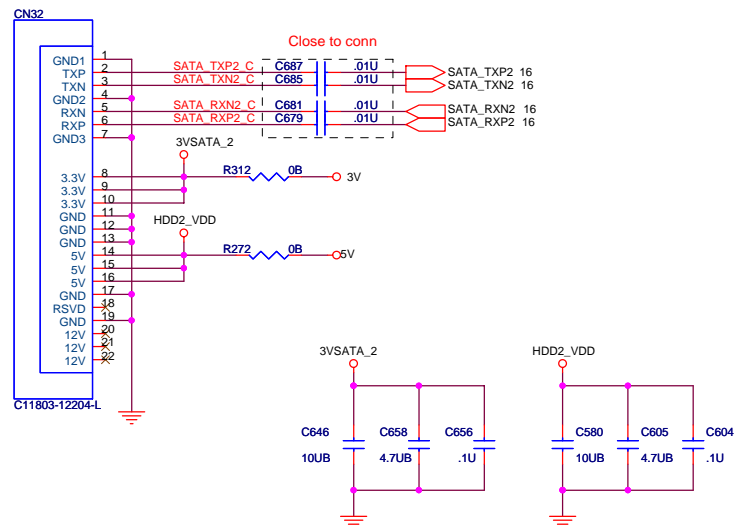 CN32
Close to conn
GND1 1
TXP 2 SATA_TXP2_C C687 .01U SATA_TXP2 16
TXN 3 SATA_TXN2_C C685 .01U SATA_TXN2 16
GND2 4
RXN 5 SATA_RXN2_C C681 .01U SATA_RXN2 16
RXP 6 SATA_RXP2_C C679 .01U SATA_RXP2 16
GND3 7
3VSATA_2
3.3V 8 R312 0B 3V
3.3V 9
3.3V 10
GND 11
HDD2_VDD
GND 12
GND 13
5V 14 R272 0B 5V
5V 15
5V 16
GND 17
RSVD 18
GND 19
12V 20
12V 21
12V 22
C11803-12204-L
3VSATA_2 HDD2_VDD
C646 C658 C656 C580 C605 C604
10UB 4.7UB .1U 10UB 4.7UB .1U